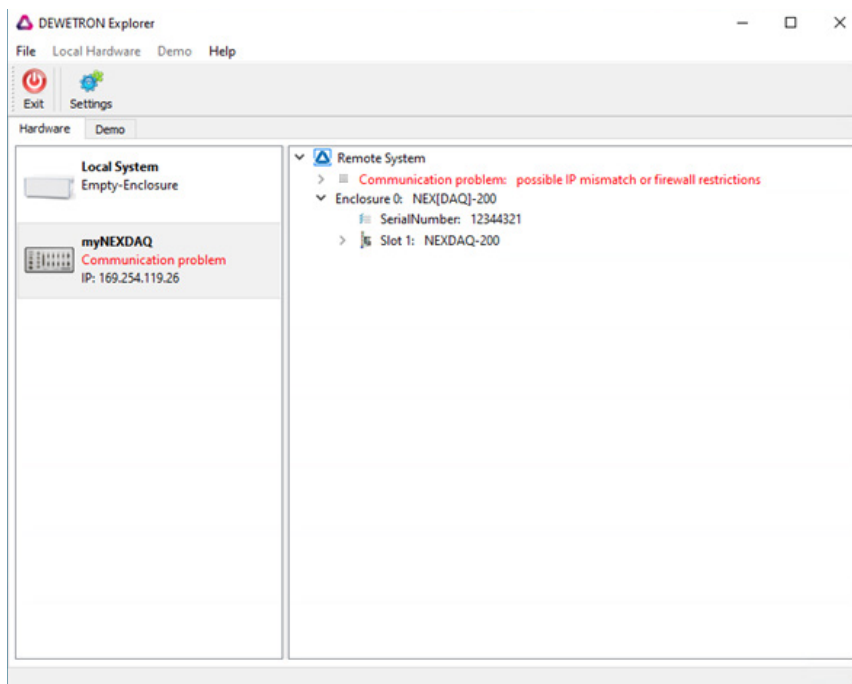 DEWETRON Explorer
File Local Hardware Demo Help
Exit Settings
Hardware Demo
Local System
Empty-Enclosure
myNEXDAQ
Communication problem
IP: 169.254.119.26
Remote System
Communication problem: possible IP mismatch or firewall restrictions
Enclosure 0: NEX[DAQ]-200
SerialNumber: 12344321
Slot 1: NEXDAQ-200